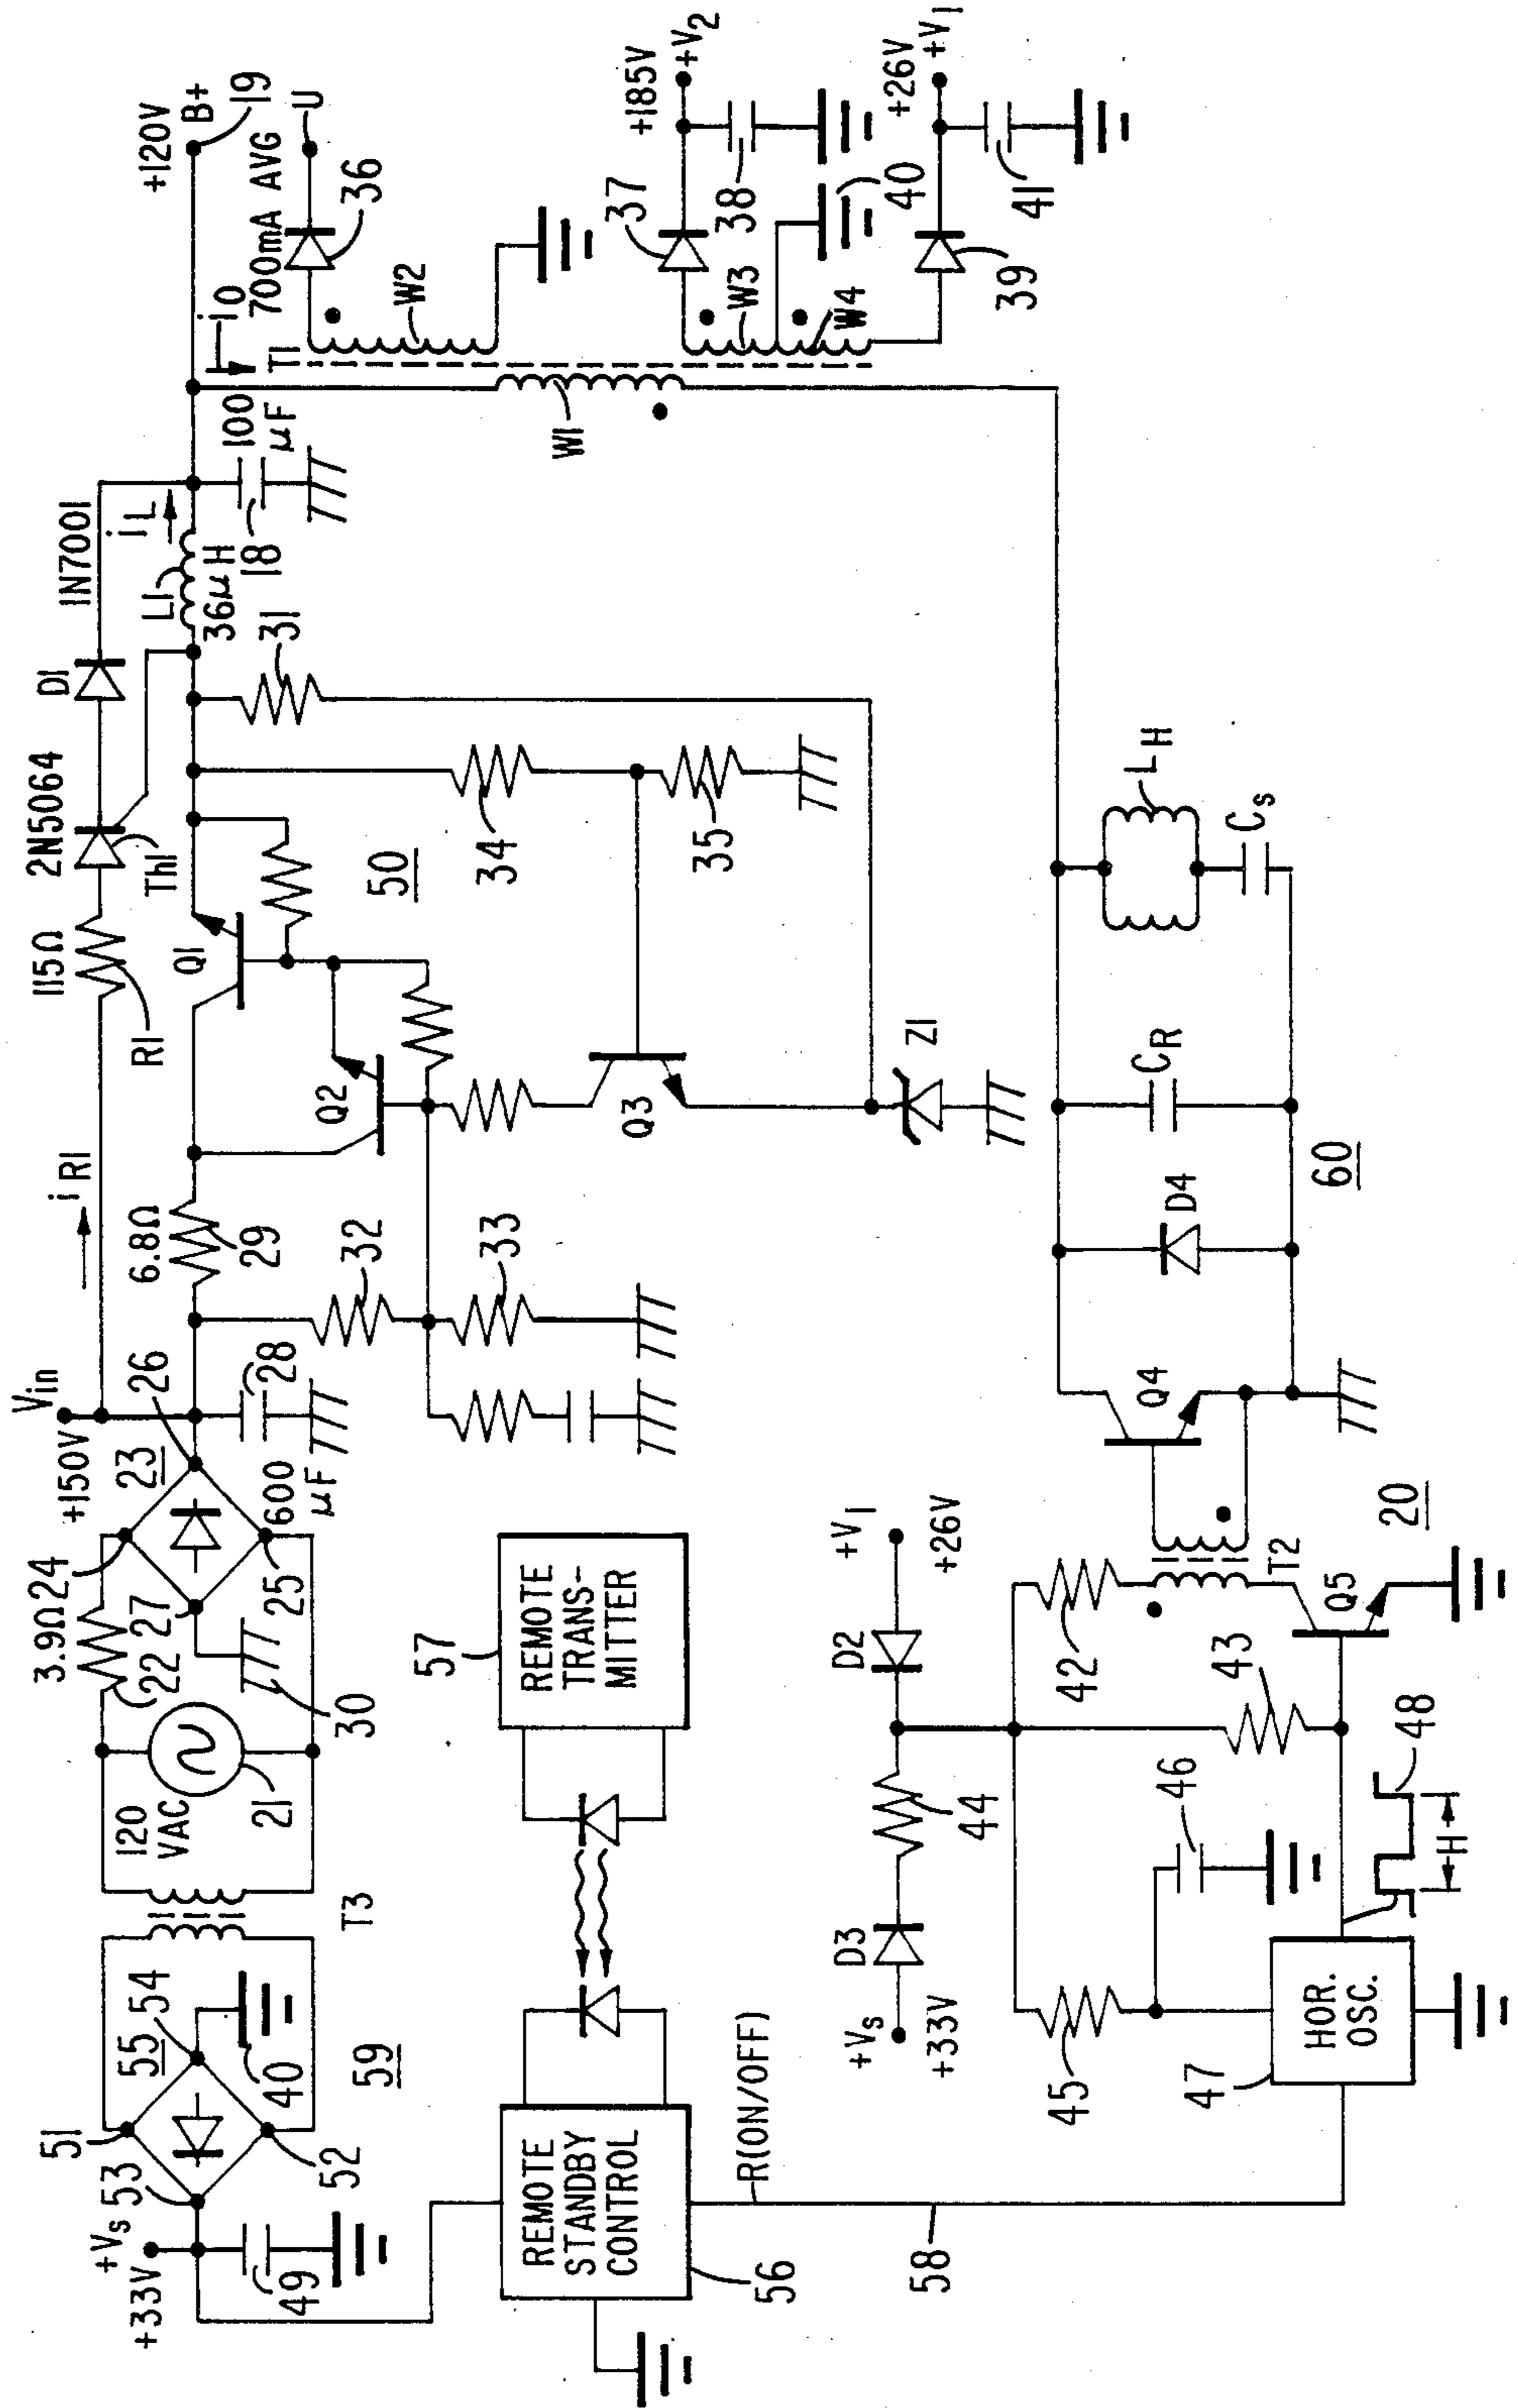 +Vs
+33V
53
51
55
54
49
52
40
59
T3
120
VAC
21
3.9Ω
22
24
27
30
25
23
26
+150V
Vin
600
μF
28
iR1
6.8Ω
29
32
33
R1
115Ω
2N5064
Th1
D1
1N7001
Q1
Q2
50
34
35
31
Q3
Z1
L1
36μH
iL
18
100
μF
+120V
B+
19
i0
700mA AVG
U
36
T1
W1
W2
W3
W4
37
38
+185V
+V2
40
39
41
+26V
+V1
REMOTE
STANDBY
CONTROL
56
REMOTE
TRANS-
MITTER
57
R(ON/OFF)
58
+Vs
+33V
D3
44
D2
+V1
+26V
45
46
43
42
T2
Q5
20
HOR.
OSC.
47
48
H
Q4
D4
CR
60
LH
Cs